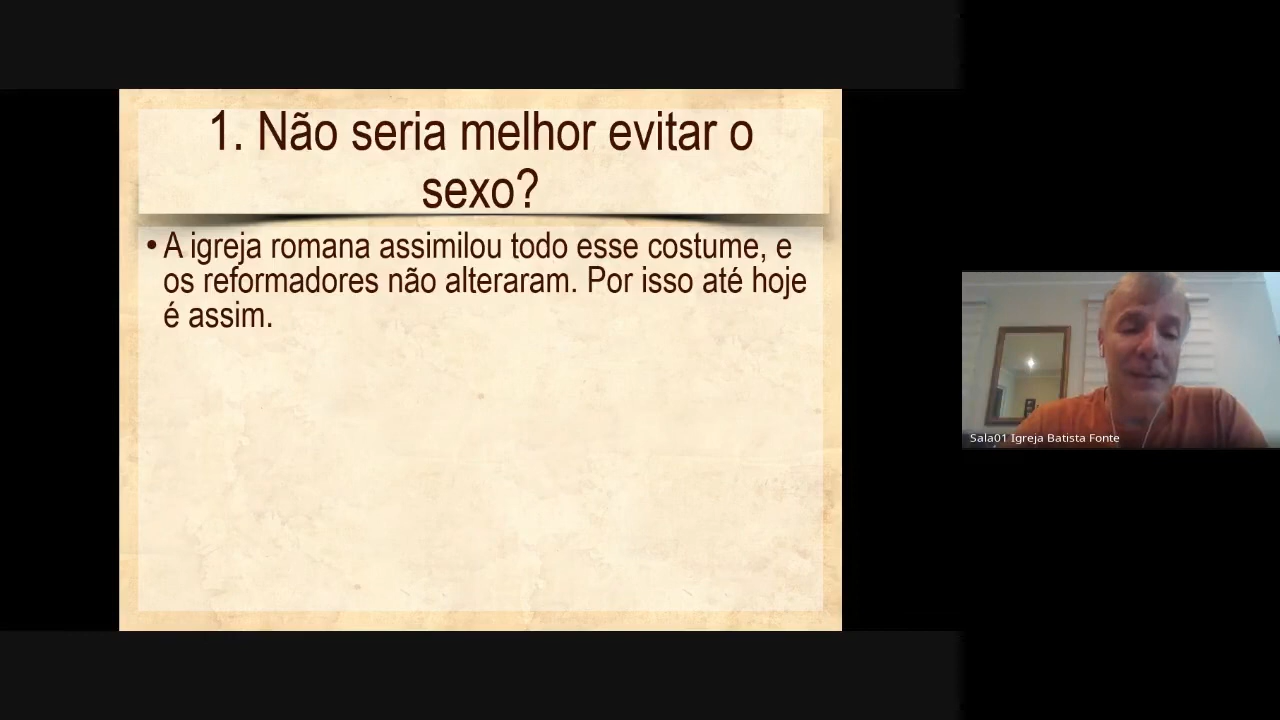 1. Não seria melhor evitar o
sexo?
• A igreja romana assimilou todo esse costume, e
os reformadores não alteraram. Por isso até hoje
é assim.
Sala01 Igreja Batista Fonte